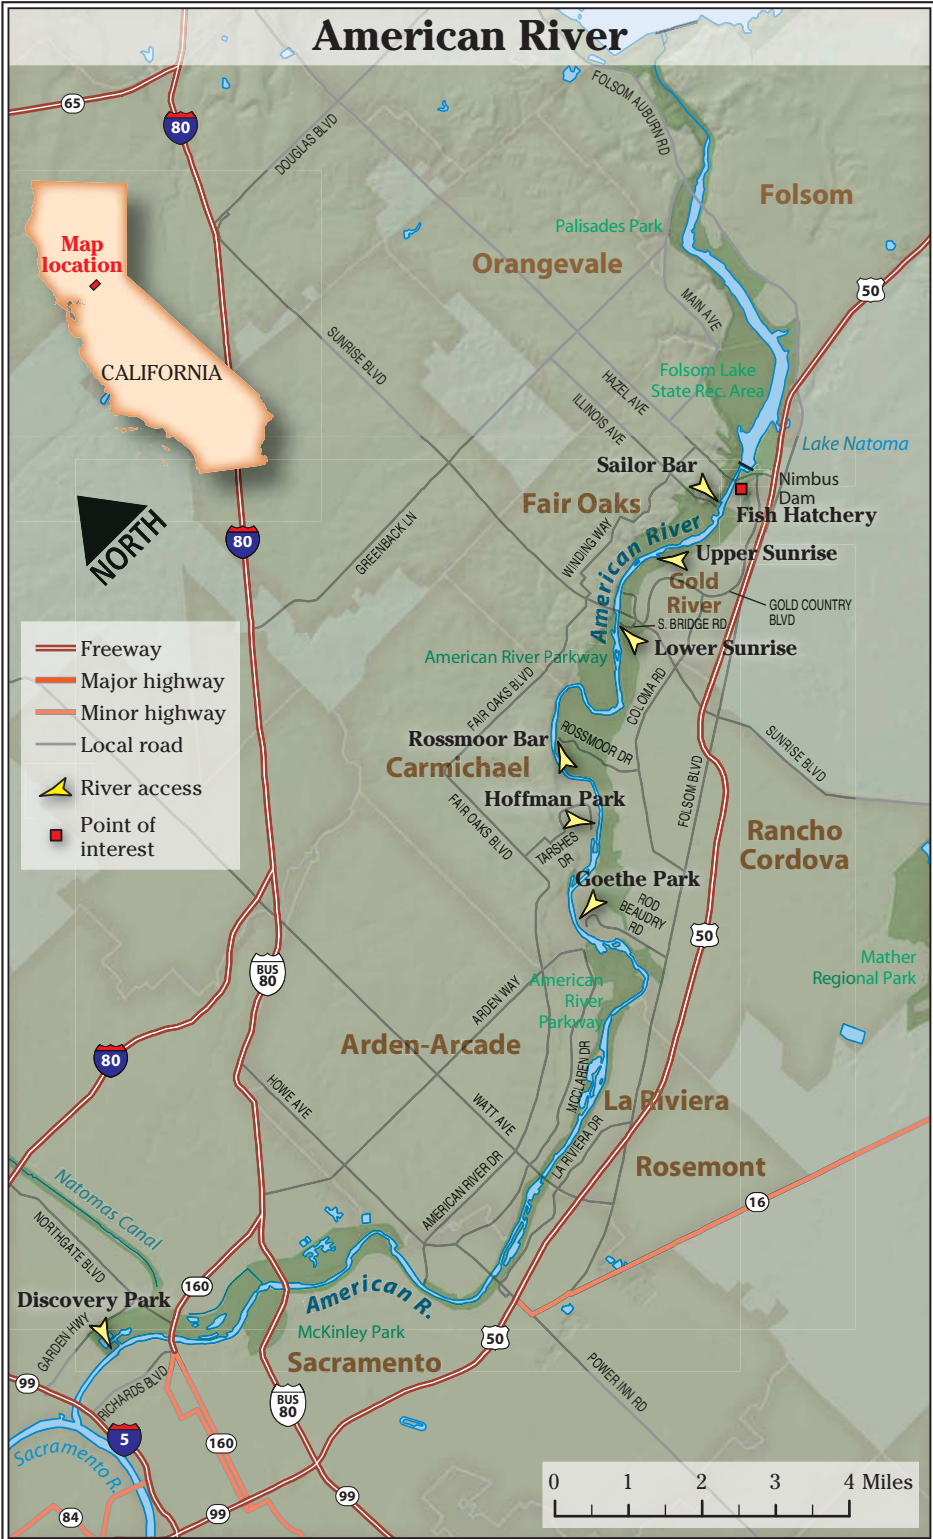 American River
65
80
DOUGLAS BLVD
FOLSOM AUBURN RD
Folsom
Palisades Park
Orangevale
Map
location
50
MAIN AVE
CALIFORNIA
SUNRISE BLVD
Folsom Lake
State Rec. Area
HAZEL AVE
ILLINOIS AVE
Lake Natoma
Sailor Bar
Nimbus
Dam
Fair Oaks
Fish Hatchery
NORTH
80
GREENBACK LN
WINDING WAY
American River
Upper Sunrise
Gold
River
GOLD COUNTRY
BLVD
S. BRIDGE RD
Lower Sunrise
Freeway
Major highway
Minor highway
Local road
River access
Point of
interest
American River Parkway
FAIR OAKS BLVD
COLOMA RD
Rossmoor Bar
ROSSMOOR DR
SUNRISE BLVD
Carmichael
Hoffman Park
FOLSOM BLVD
FAIR OAKS BLVD
TARSHES
DR
Rancho
Cordova
Goethe Park
ROD
BEAUDRY
RD
50
BUS
80
Mather
Regional Park
American
River
Parkway
ARDEN WAY
Arden-Arcade
80
HOWE AVE
WATT AVE
MCCLAREN DR
La Riviera
LA RIVIERA DR
Rosemont
AMERICAN RIVER DR
16
Natomas Canal
NORTHGATE BLVD
160
Discovery Park
American R.
GARDEN HWY
McKinley Park
50
Sacramento
POWER INN RD
99
RICHARDS BLVD
BUS
80
5
160
Sacramento R.
84
99
99
0 1 2 3 4 Miles